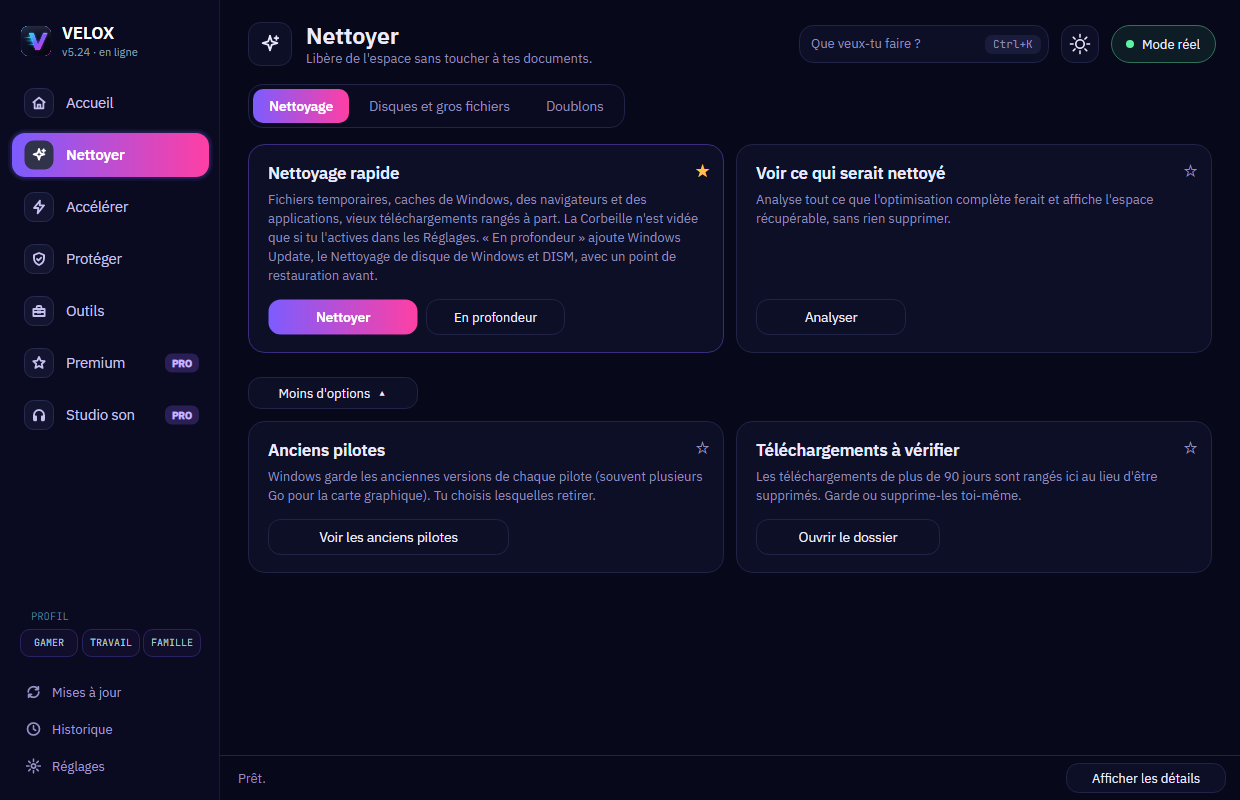 VELOX
v5.24 · en ligne
Accueil
Nettoyer
Accélérer
Protéger
Outils
Premium PRO
Studio son PRO
PROFIL
GAMER TRAVAIL FAMILLE
Mises à jour
Historique
Réglages
Nettoyer
Libère de l'espace sans toucher à tes documents.
Que veux-tu faire ? Ctrl+K
Mode réel
Nettoyage Disques et gros fichiers Doublons
Nettoyage rapide
Fichiers temporaires, caches de Windows, des navigateurs et des
applications, vieux téléchargements rangés à part. La Corbeille n'est vidée
que si tu l'actives dans les Réglages. « En profondeur » ajoute Windows
Update, le Nettoyage de disque de Windows et DISM, avec un point de
restauration avant.
Nettoyer En profondeur
Voir ce qui serait nettoyé
Analyse tout ce que l'optimisation complète ferait et affiche l'espace
récupérable, sans rien supprimer.
Analyser
Moins d'options ▲
Anciens pilotes
Windows garde les anciennes versions de chaque pilote (souvent plusieurs
Go pour la carte graphique). Tu choisis lesquelles retirer.
Voir les anciens pilotes
Téléchargements à vérifier
Les téléchargements de plus de 90 jours sont rangés ici au lieu d'être
supprimés. Garde ou supprime-les toi-même.
Ouvrir le dossier
Prêt.
Afficher les détails